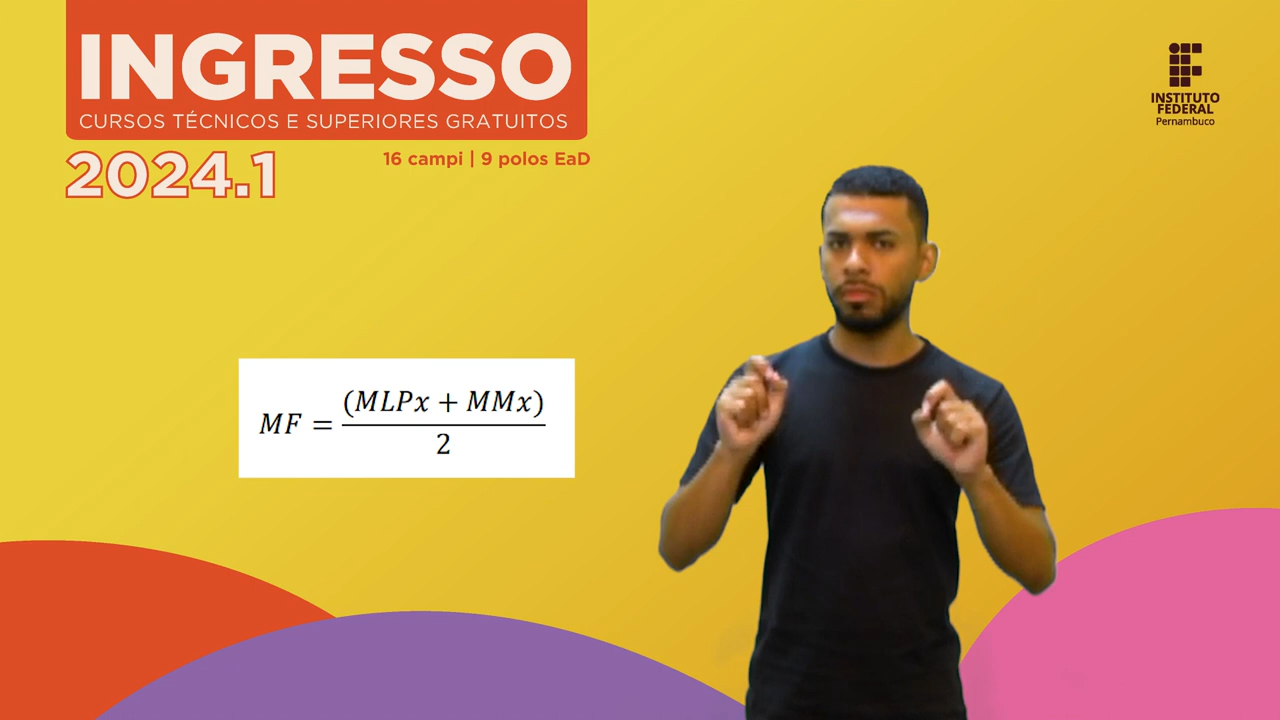 INGRESSO
CURSOS TÉCNICOS E SUPERIORES GRATUITOS
2024.1
16 campi | 9 polos EaD
INSTITUTO
FEDERAL
Pernambuco
MF = (MLPx + MMx)
2